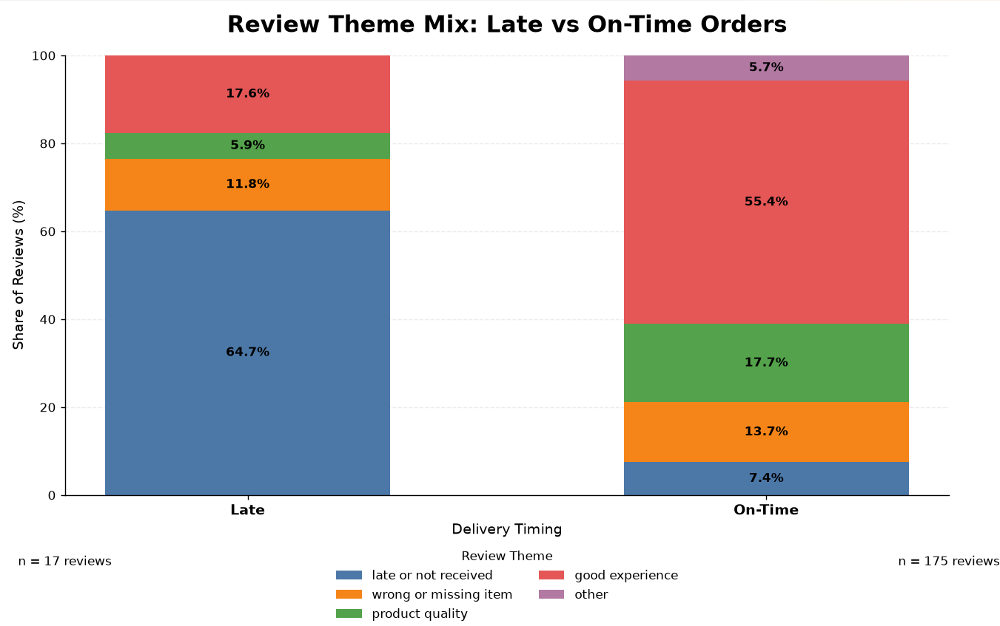 Review Theme Mix: Late vs On-Time Orders
100
80
60
40
20
0
Share of Reviews (%)
17.6%
5.9%
11.8%
64.7%
5.7%
55.4%
17.7%
13.7%
7.4%
Late
On-Time
Delivery Timing
n = 17 reviews
n = 175 reviews
Review Theme
late or not received
wrong or missing item
product quality
good experience
other